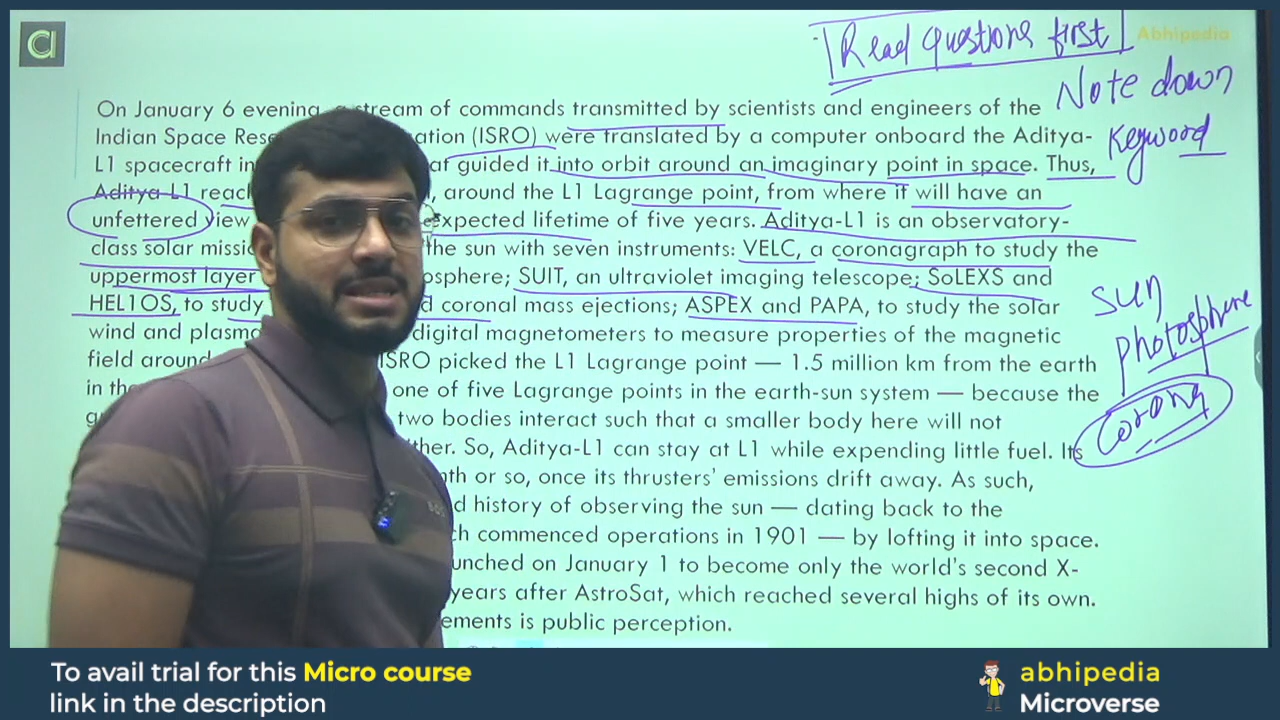 a
Read Questions first
Abhipedia
Note down
Keyword
On January 6 evening, a stream of commands transmitted by scientists and engineers of the
Indian Space Rese ation (ISRO) were translated by a computer onboard the Aditya-
L1 spacecraft in at guided it into orbit around an imaginary point in space. Thus,
Aditya-L1 reac , around the L1 Lagrange point, from where it will have an
unfettered view expected lifetime of five years. Aditya-L1 is an observatory-
class solar missio the sun with seven instruments: VELC, a coronagraph to study the
uppermost layer osphere; SUIT, an ultraviolet imaging telescope; SoLEXS and
HEL1OS, to study d coronal mass ejections; ASPEX and PAPA, to study the solar
wind and plasma digital magnetometers to measure properties of the magnetic
field around ISRO picked the L1 Lagrange point — 1.5 million km from the earth
in the one of five Lagrange points in the earth-sun system — because the
two bodies interact such that a smaller body here will not
ther. So, Aditya-L1 can stay at L1 while expending little fuel. Its
nth or so, once its thrusters' emissions drift away. As such,
d history of observing the sun — dating back to the
ch commenced operations in 1901 — by lofting it into space.
unched on January 1 to become only the world's second X-
years after AstroSat, which reached several highs of its own.
ements is public perception.
sun
photosphere
corona
To avail trial for this Micro course
link in the description
abhipedia
Microverse